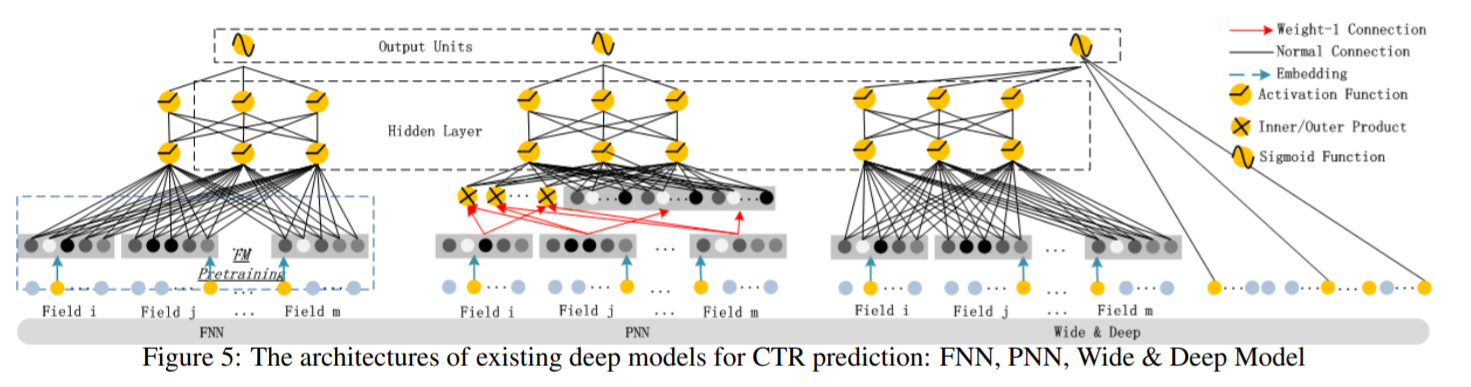 Output Units
Hidden Layer
Weight-1 Connection
Normal Connection
Embedding
Activation Function
Inner/Outer Product
Sigmoid Function
FM
Pretraining
Field i Field j ... Field m
Field i Field j ... Field m
Field i Field j ... Field m
FNN PNN Wide & Deep
Figure 5: The architectures of existing deep models for CTR prediction: FNN, PNN, Wide & Deep Model